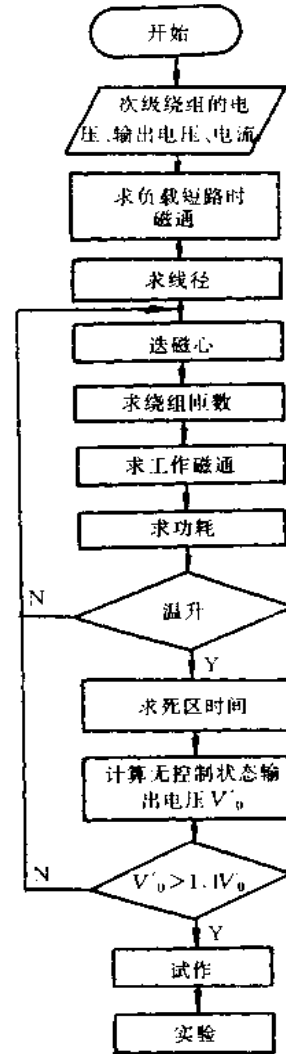 开始
次级绕组的电
压、输出电压、电流
求负载短路时
磁通
求线径
选磁心
求绕组匝数
求工作磁通
求功耗
温升
N
Y
求死区时间
计算无控制状态输
出电压V′₀
V′₀>1.1V₀
N
Y
试作
实验